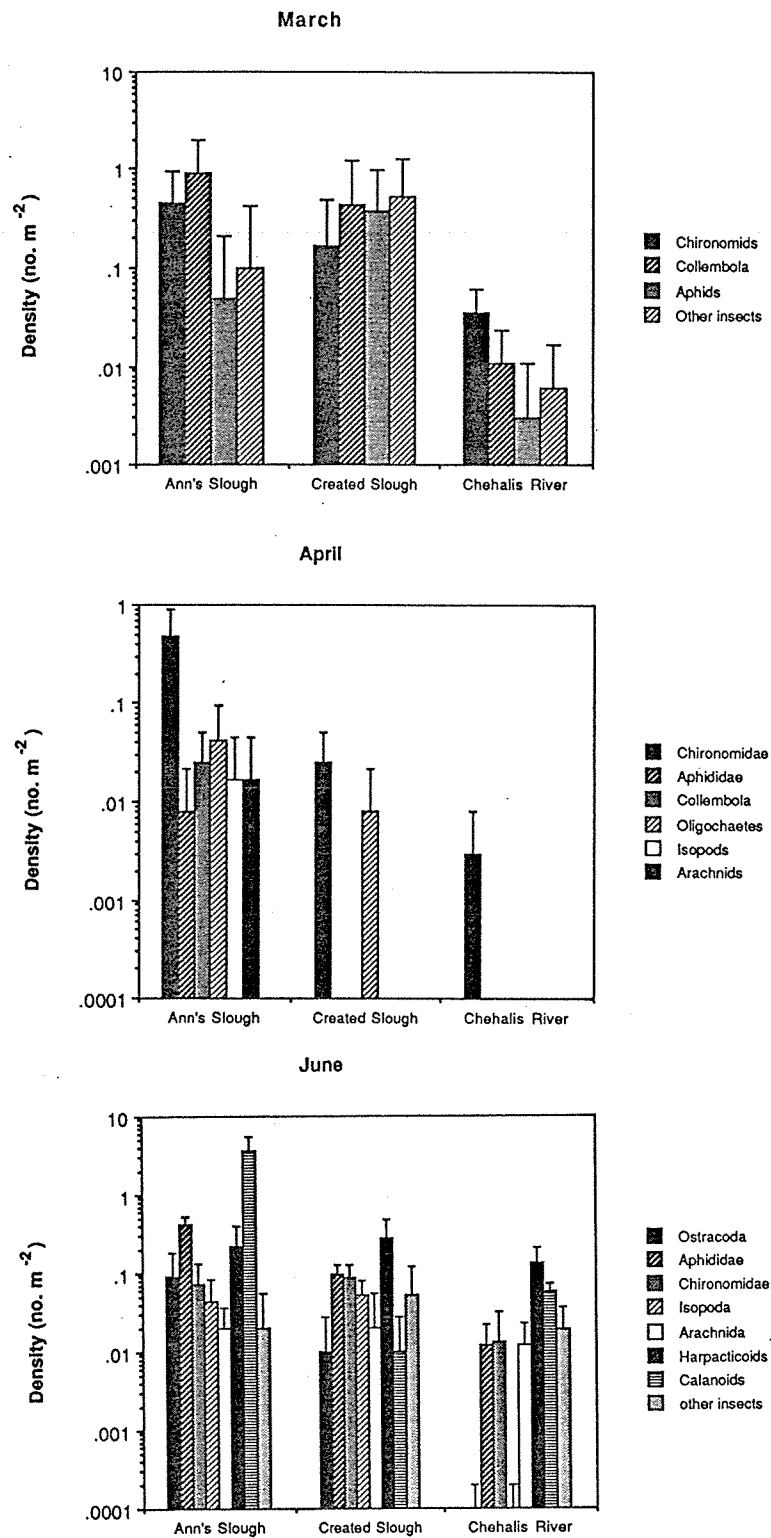 March
Density (no. m -2 )
10
1
.1
.01
.001
Ann's Slough
Created Slough
Chehalis River
Chironomids
Collembola
Aphids
Other insects
April
Density (no. m -2 )
1
.1
.01
.001
.0001
Ann's Slough
Created Slough
Chehalis River
Chironomidae
Aphididae
Collembola
Oligochaetes
Isopods
Arachnids
June
Density (no. m -2 )
10
1
.1
.01
.001
.0001
Ann's Slough
Created Slough
Chehalis River
Ostracoda
Aphididae
Chironomidae
Isopoda
Arachnida
Harpacticoids
Calanoids
other insects